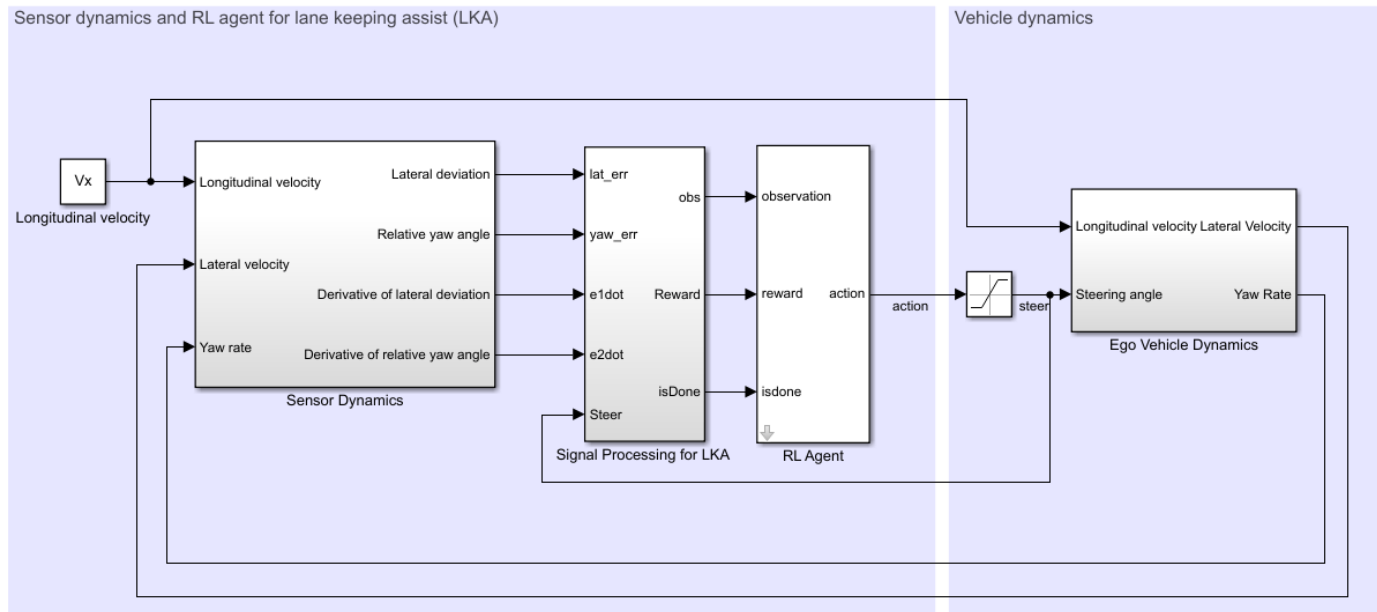 Sensor dynamics and RL agent for lane keeping assist (LKA)
Vehicle dynamics
Vx
Longitudinal velocity
Longitudinal velocity
Lateral velocity
Yaw rate
Lateral deviation
Relative yaw angle
Derivative of lateral deviation
Derivative of relative yaw angle
Sensor Dynamics
lat_err
yaw_err
e1dot
e2dot
Steer
obs
Reward
isDone
Signal Processing for LKA
observation
reward
isdone
action
RL Agent
action
steer
Longitudinal velocity
Lateral Velocity
Steering angle
Yaw Rate
Ego Vehicle Dynamics